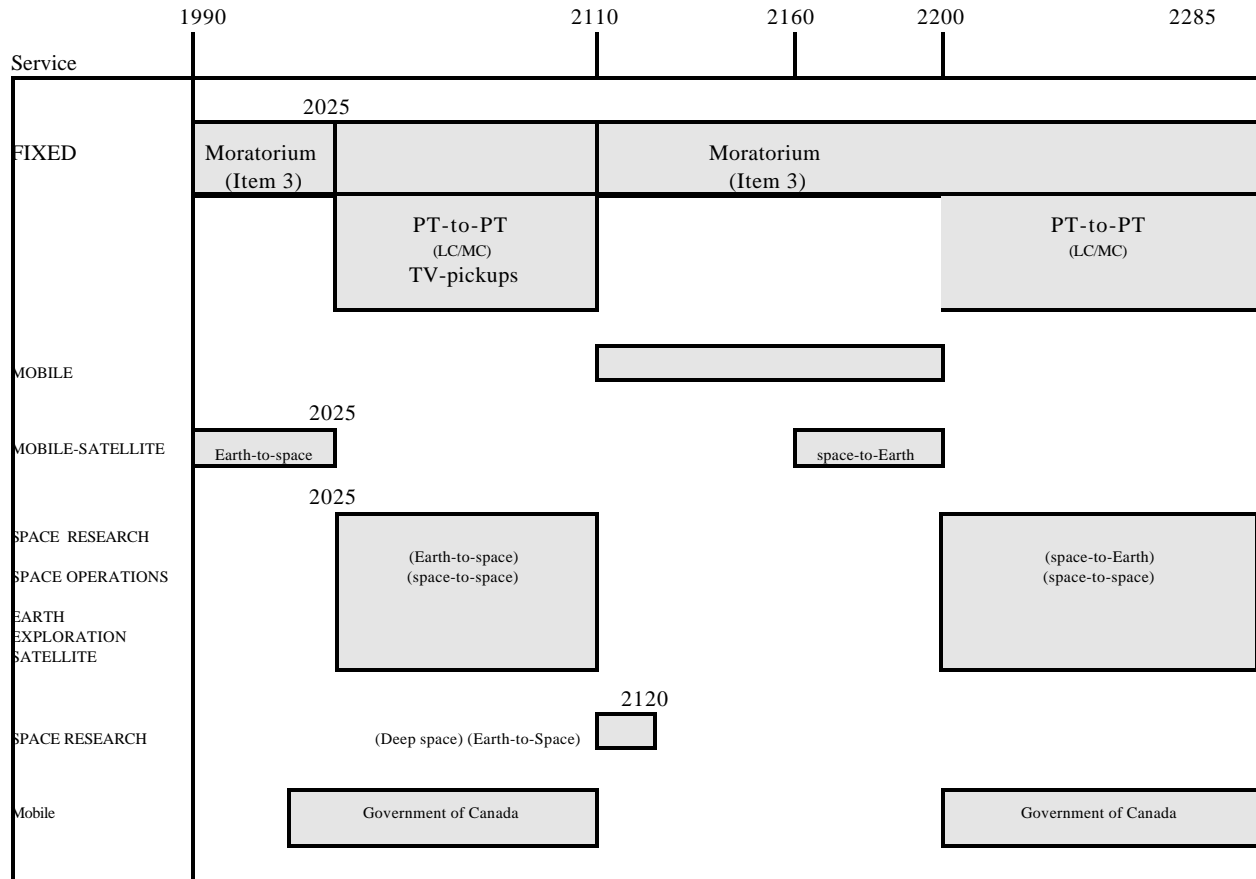 1990 2110 2160 2200 2285
Service
2025
FIXED Moratorium Moratorium
(Item 3) (Item 3)
PT-to-PT PT-to-PT
(LC/MC) (LC/MC)
TV-pickups
MOBILE
2025
MOBILE-SATELLITE Earth-to-space space-to-Earth
2025
SPACE RESEARCH
(Earth-to-space) (space-to-Earth)
SPACE OPERATIONS (space-to-space) (space-to-space)
EARTH
EXPLORATION
SATELLITE
2120
SPACE RESEARCH (Deep space) (Earth-to-Space)
Mobile Government of Canada Government of Canada